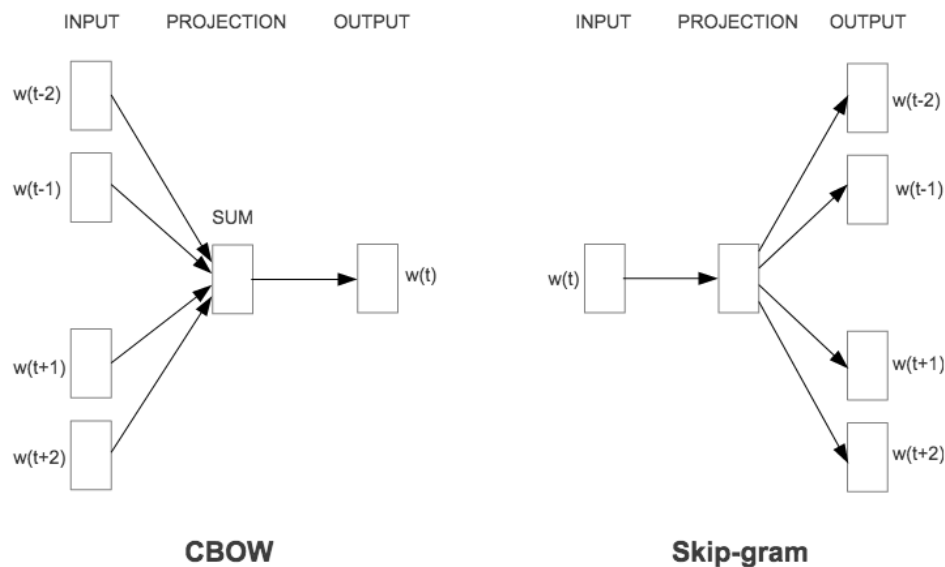 INPUT PROJECTION OUTPUT
w(t-2)
w(t-1)
SUM
w(t)
w(t+1)
w(t+2)
CBOW
INPUT PROJECTION OUTPUT
w(t-2)
w(t-1)
w(t)
w(t+1)
w(t+2)
Skip-gram